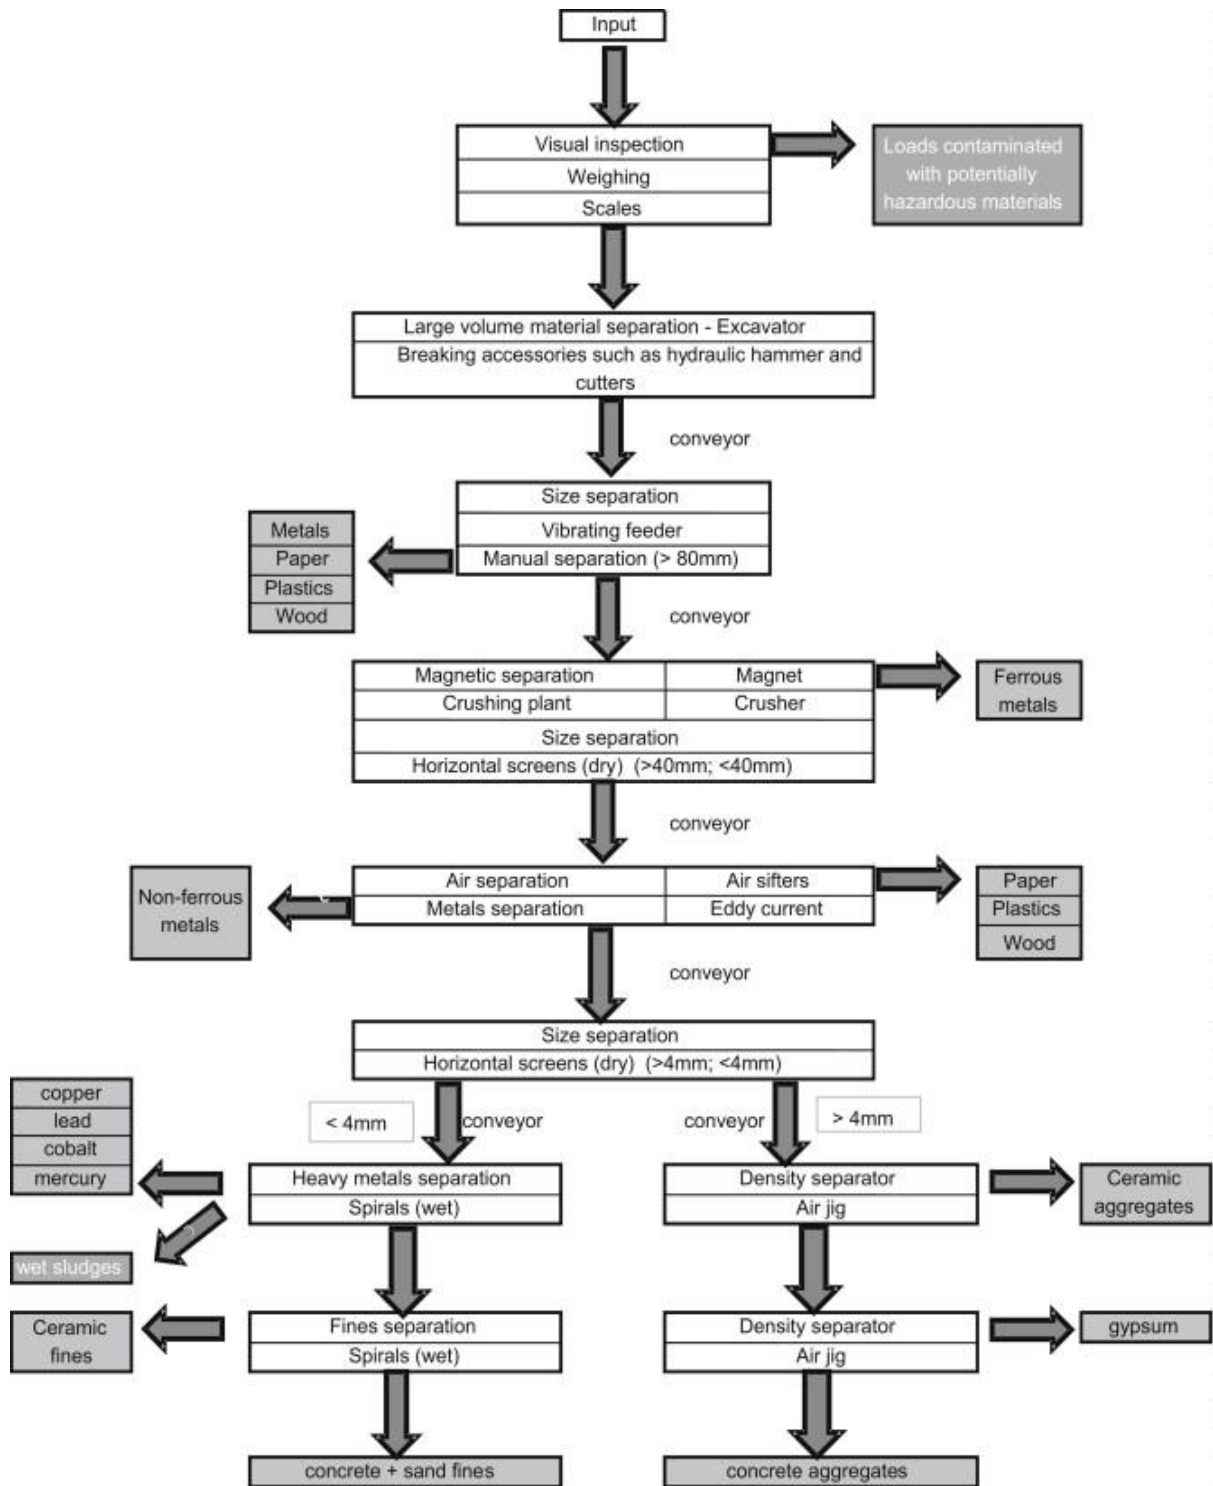 Input
Visual inspection
Weighing
Scales
Loads contaminated
with potentially
hazardous materials
Large volume material separation - Excavator
Breaking accessories such as hydraulic hammer and
cutters
conveyor
Size separation
Vibrating feeder
Manual separation (> 80mm)
Metals
Paper
Plastics
Wood
conveyor
Magnetic separation
Magnet
Crushing plant
Crusher
Size separation
Horizontal screens (dry) (>40mm; <40mm)
Ferrous
metals
conveyor
Non-ferrous
metals
Air separation
Air sifters
Metals separation
Eddy current
Paper
Plastics
Wood
conveyor
Size separation
Horizontal screens (dry) (>4mm; <4mm)
< 4mm
conveyor
conveyor
> 4mm
copper
lead
cobalt
mercury
Heavy metals separation
Spirals (wet)
Density separator
Air jig
Ceramic
aggregates
wet sludges
Ceramic
fines
Fines separation
Spirals (wet)
Density separator
Air jig
gypsum
concrete + sand fines
concrete aggregates